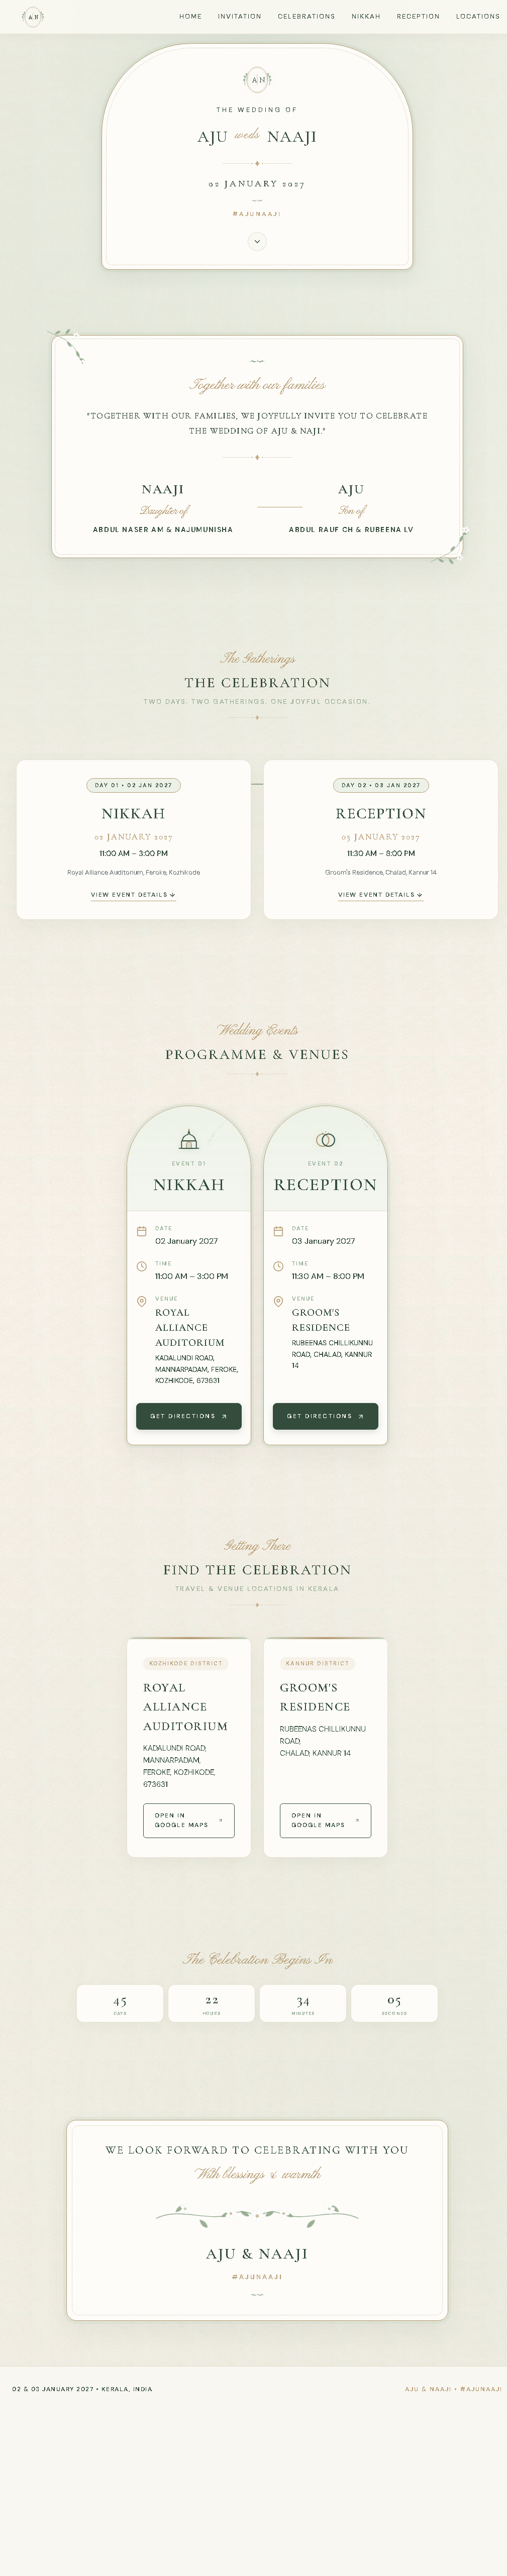 A N
HOME INVITATION CELEBRATIONS NIKKAH RECEPTION LOCATIONS
A N
THE WEDDING OF
AJU weds NAAJI
02 JANUARY 2027
#AJUNAAJI
Together with our families
"TOGETHER WITH OUR FAMILIES, WE JOYFULLY INVITE YOU TO CELEBRATE
THE WEDDING OF AJU & NAJI."
NAAJI
Daughter of
ABDUL NASER AM & NAJUMUNISHA
AJU
Son of
ABDUL RAUF CH & RUBEENA LV
The Gatherings
THE CELEBRATION
TWO DAYS. TWO GATHERINGS. ONE JOYFUL OCCASION.
DAY 01 • 02 JAN 2027
NIKKAH
02 JANUARY 2027
11:00 AM – 3:00 PM
Royal Alliance Auditorium, Feroke, Kozhikode
VIEW EVENT DETAILS ↓
DAY 02 • 03 JAN 2027
RECEPTION
03 JANUARY 2027
11:30 AM – 8:00 PM
Groom's Residence, Chalad, Kannur 14
VIEW EVENT DETAILS ↓
Wedding Events
PROGRAMME & VENUES
EVENT 01
NIKKAH
DATE
02 January 2027
TIME
11:00 AM – 3:00 PM
VENUE
ROYAL
ALLIANCE
AUDITORIUM
KADALUNDI ROAD,
MANNARPADAM, FEROKE,
KOZHIKODE, 673631
GET DIRECTIONS
EVENT 02
RECEPTION
DATE
03 January 2027
TIME
11:30 AM – 8:00 PM
VENUE
GROOM'S
RESIDENCE
RUBEENAS CHILLIKUNNU
ROAD, CHALAD, KANNUR
14
GET DIRECTIONS
Getting There
FIND THE CELEBRATION
TRAVEL & VENUE LOCATIONS IN KERALA
KOZHIKODE DISTRICT
ROYAL
ALLIANCE
AUDITORIUM
KADALUNDI ROAD,
MANNARPADAM,
FEROKE, KOZHIKODE,
673631
OPEN IN
GOOGLE MAPS
KANNUR DISTRICT
GROOM'S
RESIDENCE
RUBEENAS CHILLIKUNNU
ROAD,
CHALAD, KANNUR 14
OPEN IN
GOOGLE MAPS
The Celebration Begins In
45
DAYS
22
HOURS
34
MINUTES
05
SECONDS
WE LOOK FORWARD TO CELEBRATING WITH YOU
With blessings & warmth
AJU & NAAJI
#AJUNAAJI
02 & 03 JANUARY 2027 • KERALA, INDIA
AJU & NAAJI • #AJUNAAJI